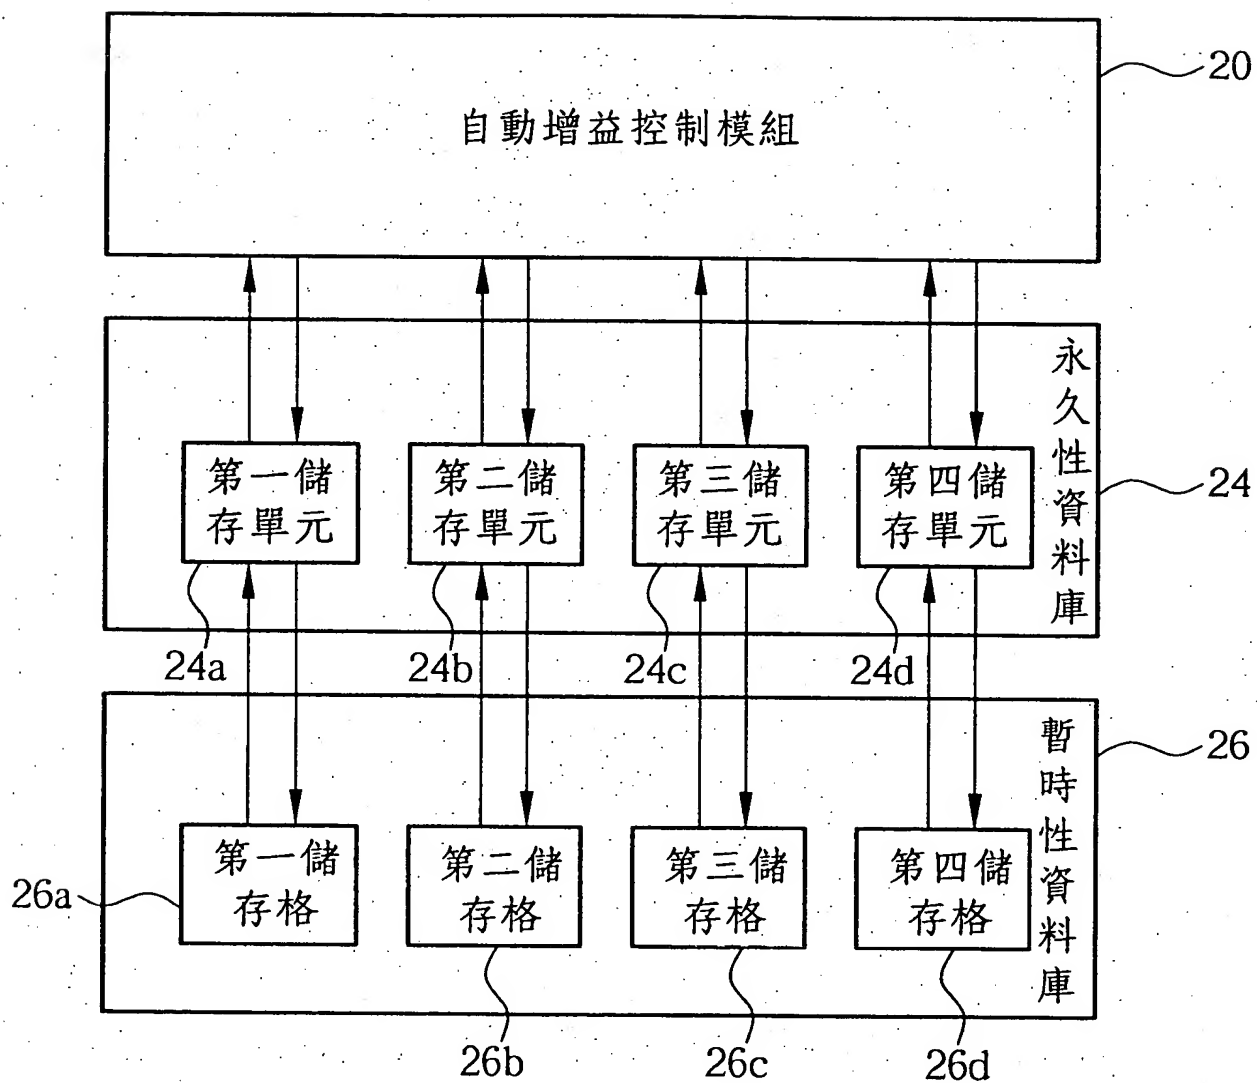 自動增益控制模組
20
永久性資料庫
24
第一儲
存單元
第二儲
存單元
第三儲
存單元
第四儲
存單元
24a
24b
24c
24d
暫時性資料庫
26
第一儲
存格
第二儲
存格
第三儲
存格
第四儲
存格
26a
26b
26c
26d